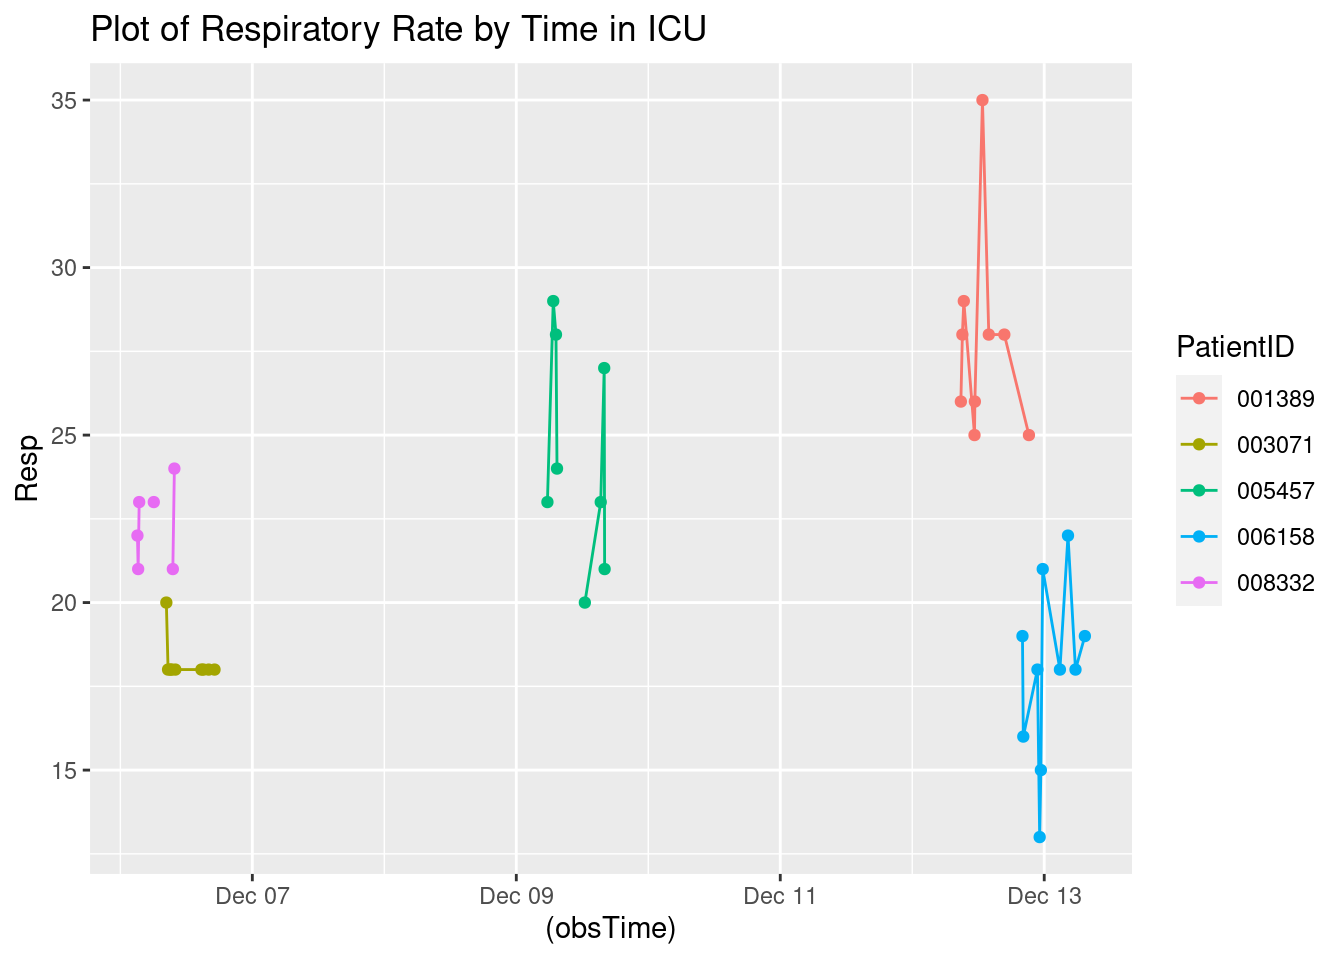 Plot of Respiratory Rate by Time in ICU
35
30
25
20
15
Resp
Dec 07
Dec 09
Dec 11
Dec 13
(obsTime)
PatientID
001389
003071
005457
006158
008332